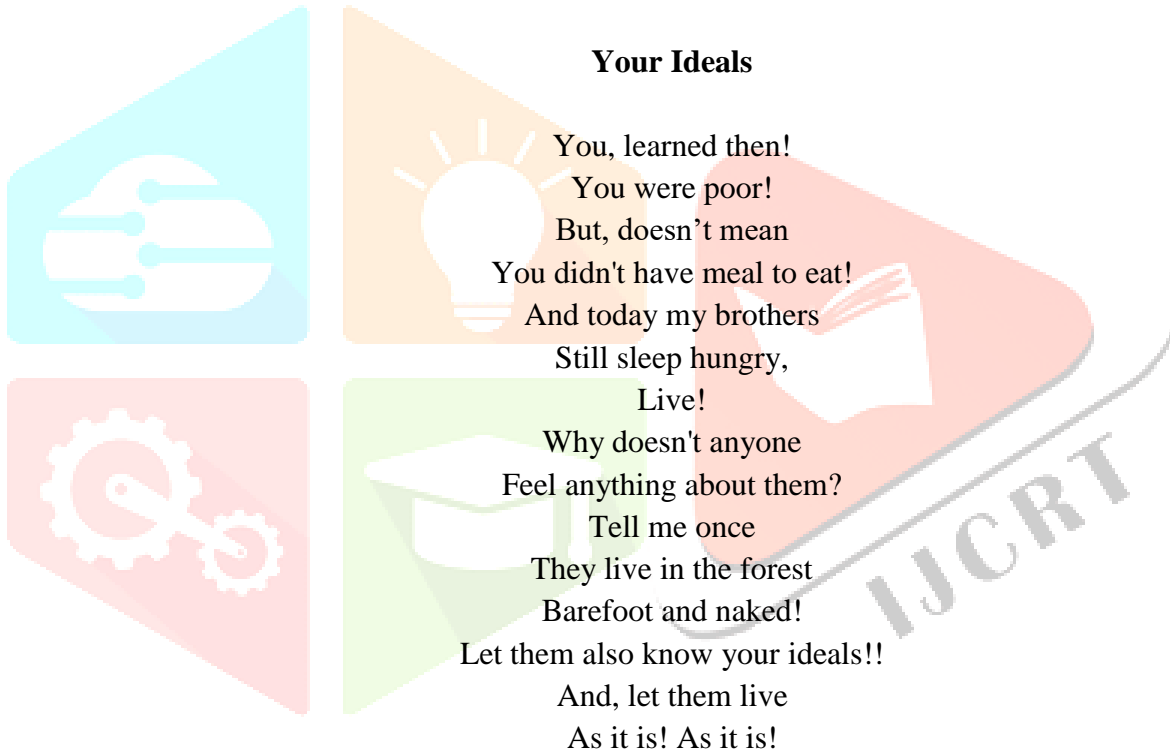 Your Ideals
You, learned then!
You were poor!
But, doesn’t mean
You didn't have meal to eat!
And today my brothers
Still sleep hungry,
Live!
Why doesn't anyone
Feel anything about them?
Tell me once
They live in the forest
Barefoot and naked!
Let them also know your ideals!!
And, let them live
As it is! As it is!
IJCRT